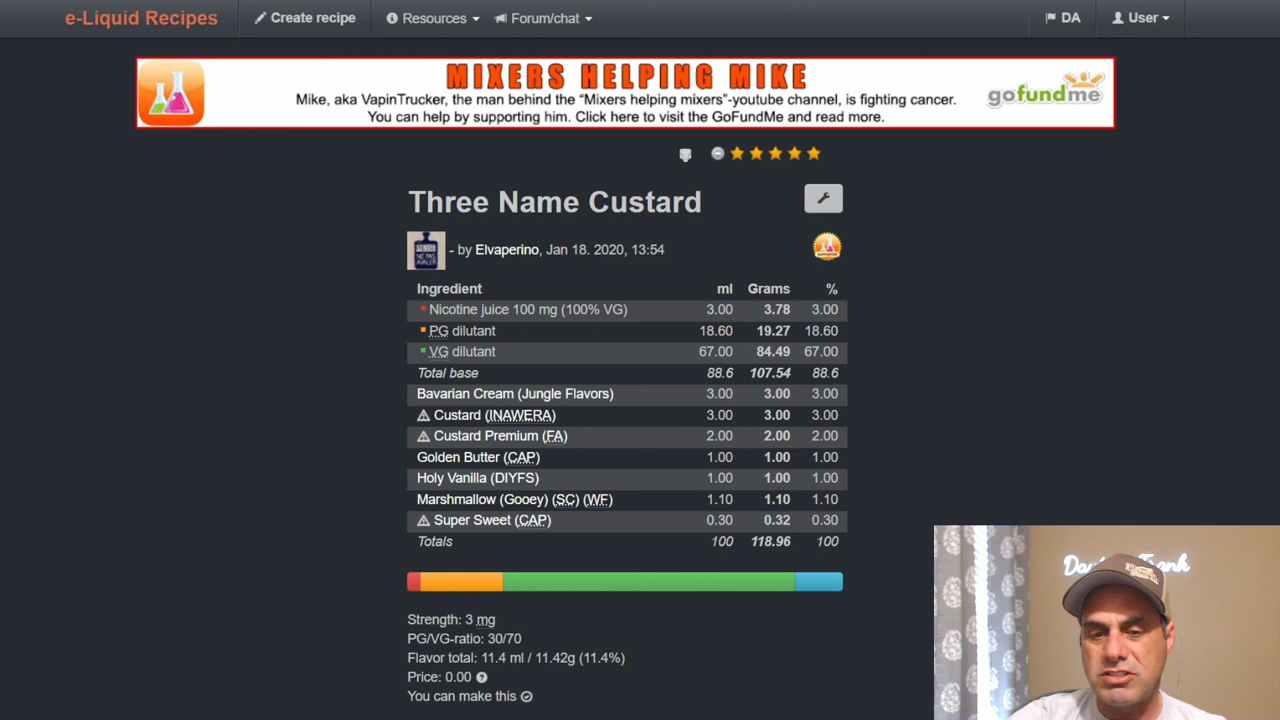 e-Liquid Recipes Create recipe Resources Forum/chat DA User
MIXERS HELPING MIKE
Mike, aka VapinTrucker, the man behind the “Mixers helping mixers”-youtube channel, is fighting cancer.
You can help by supporting him. Click here to visit the GoFundMe and read more.
gofundme
Three Name Custard
- by Elvaperino, Jan 18. 2020, 13:54
Ingredient ml Grams %
Nicotine juice 100 mg (100% VG) 3.00 3.78 3.00
PG dilutant 18.60 19.27 18.60
VG dilutant 67.00 84.49 67.00
Total base 88.6 107.54 88.6
Bavarian Cream (Jungle Flavors) 3.00 3.00 3.00
Custard (INAWERA) 3.00 3.00 3.00
Custard Premium (FA) 2.00 2.00 2.00
Golden Butter (CAP) 1.00 1.00 1.00
Holy Vanilla (DIYFS) 1.00 1.00 1.00
Marshmallow (Gooey) (SC) (WF) 1.10 1.10 1.10
Super Sweet (CAP) 0.30 0.32 0.30
Totals 100 118.96 100
Strength: 3 mg
PG/VG-ratio: 30/70
Flavor total: 11.4 ml / 11.42g (11.4%)
Price: 0.00
You can make this